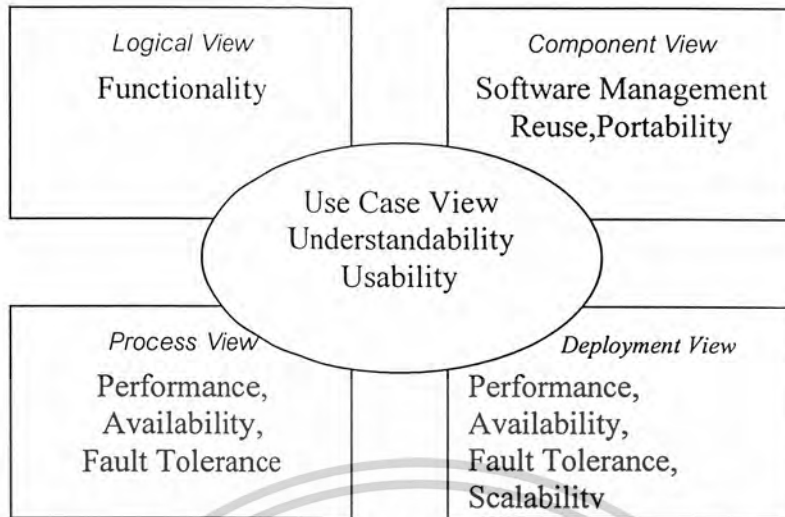 Logical View
Functionality
Component View
Software Management
Reuse,Portability
Use Case View
Understandability
Usability
Process View
Performance,
Availability,
Fault Tolerance
Deployment View
Performance,
Availability,
Fault Tolerance,
Scalability